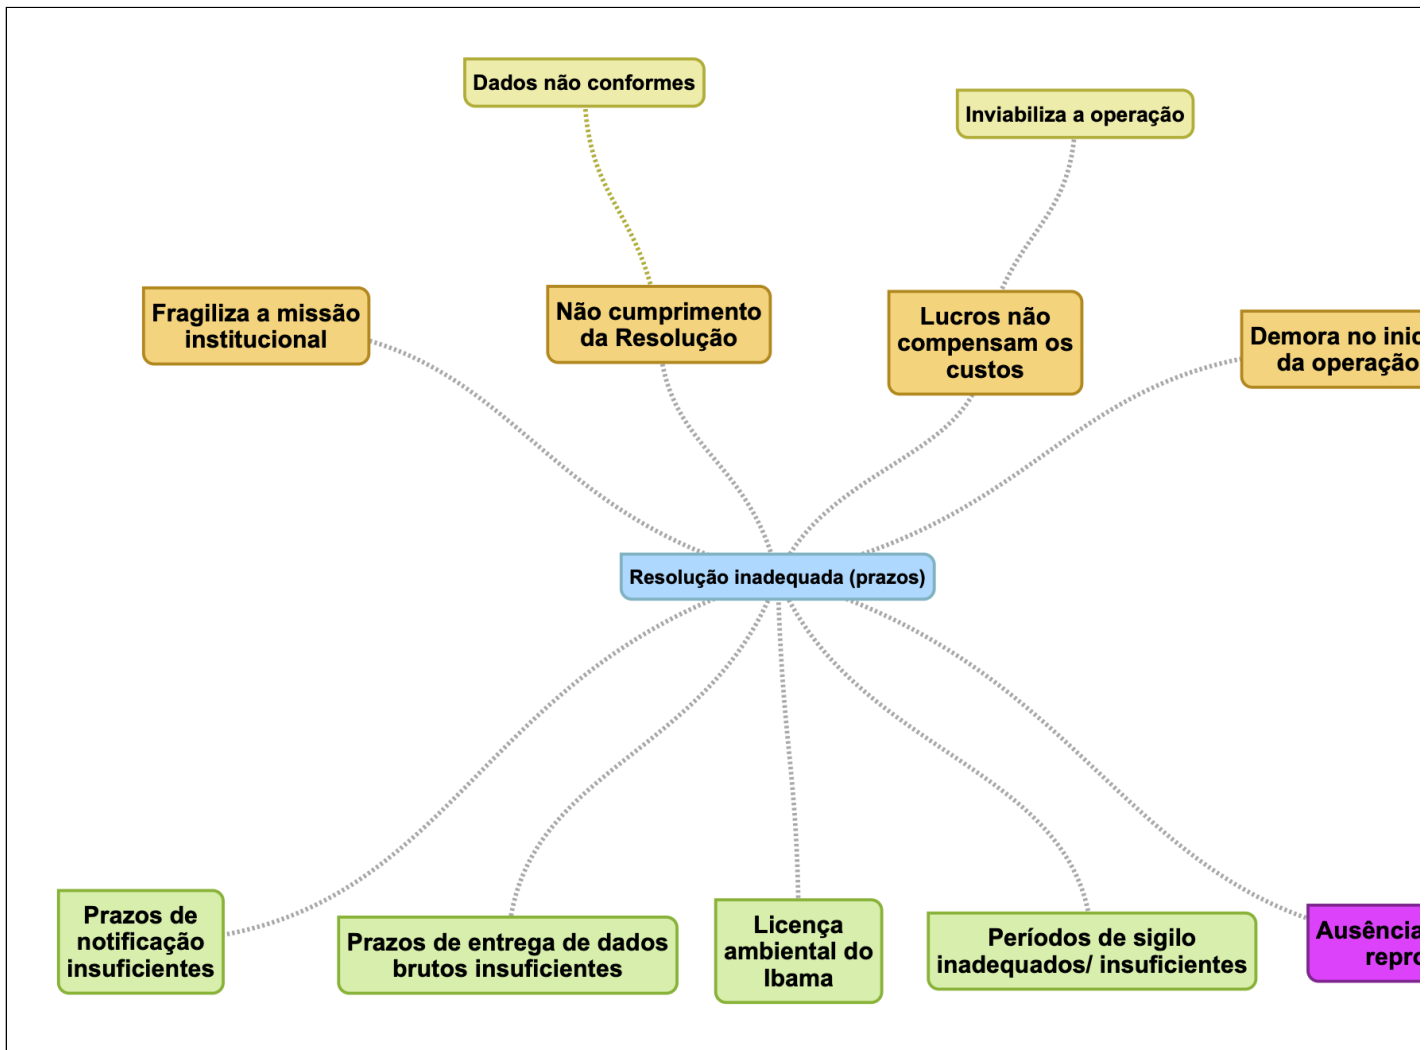 Dados não conformes
Inviabiliza a operação
Fragiliza a missão
institucional
Não cumprimento
da Resolução
Lucros não
compensam os
custos
Demora no
da operação
Resolução inadequada (prazos)
Prazos de
notificação
insuficientes
Prazos de entrega de dados
brutos insuficientes
Licença
ambiental do
Ibama
Períodos de sigilo
inadequados/ insuficientes
Ausência